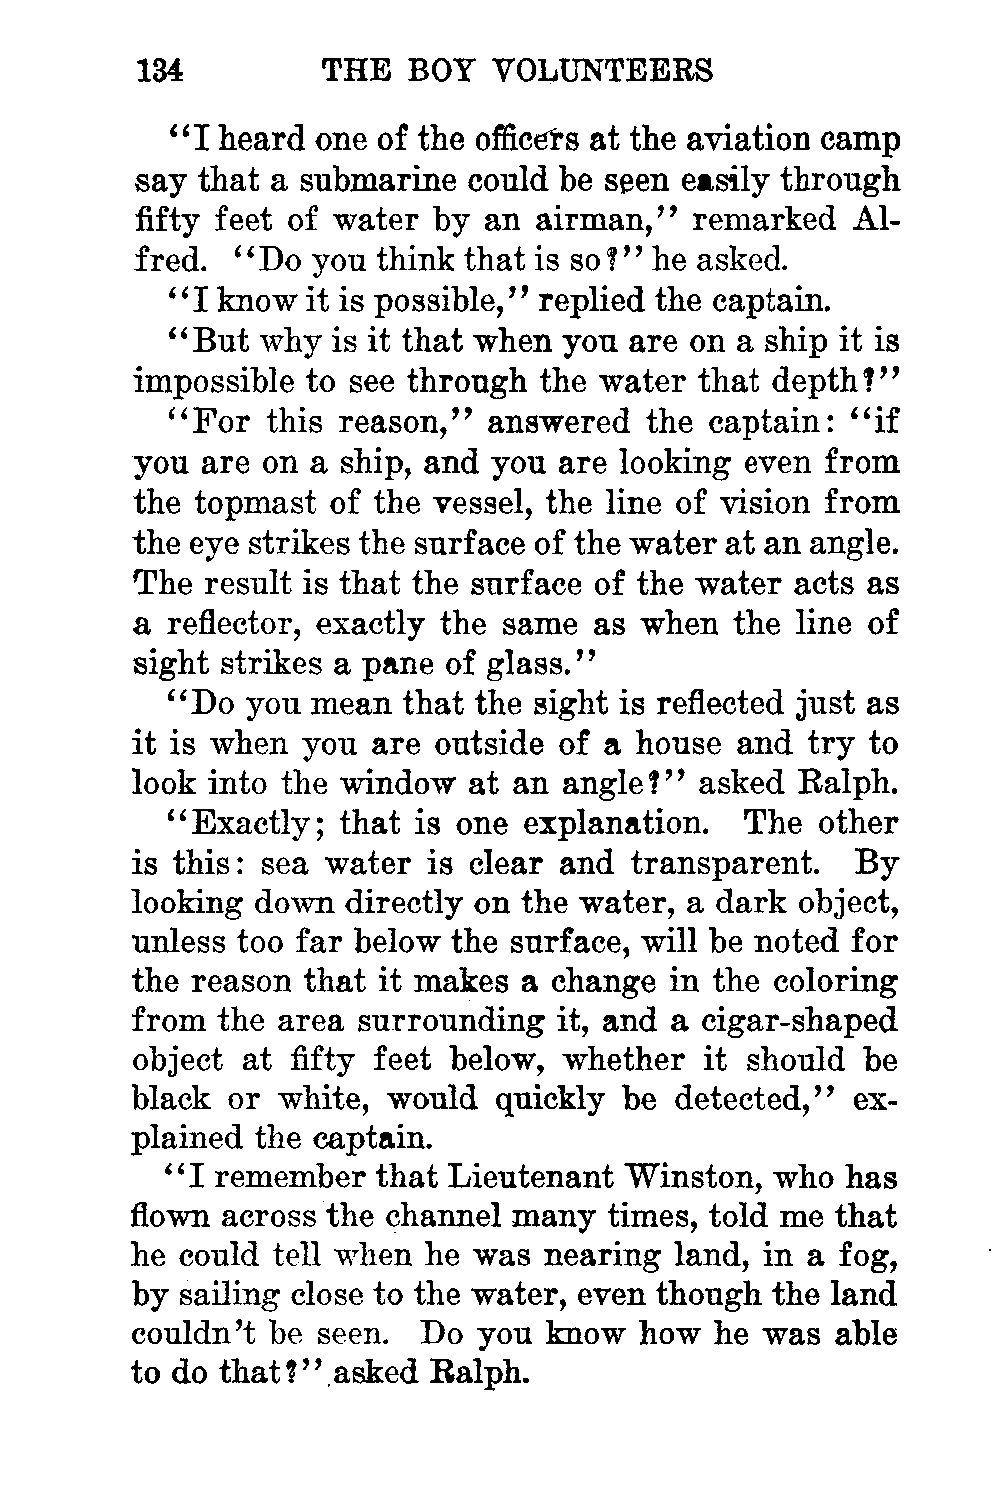 134 THE BOY VOLUNTEERS
“I heard one of the officers at the aviation camp
say that a submarine could be seen easily through
fifty feet of water by an airman,” remarked Al-
fred. “Do you think that is so?” he asked.
“I know it is possible,” replied the captain.
“But why is it that when you are on a ship it is
impossible to see through the water that depth?”
“For this reason,” answered the captain: “if
you are on a ship, and you are looking even from
the topmast of the vessel, the line of vision from
the eye strikes the surface of the water at an angle.
The result is that the surface of the water acts as
a reflector, exactly the same as when the line of
sight strikes a pane of glass.”
“Do you mean that the sight is reflected just as
it is when you are outside of a house and try to
look into the window at an angle?” asked Ralph.
“Exactly; that is one explanation. The other
is this: sea water is clear and transparent. By
looking down directly on the water, a dark object,
unless too far below the surface, will be noted for
the reason that it makes a change in the coloring
from the area surrounding it, and a cigar-shaped
object at fifty feet below, whether it should be
black or white, would quickly be detected,” ex-
plained the captain.
“I remember that Lieutenant Winston, who has
flown across the channel many times, told me that
he could tell when he was nearing land, in a fog,
by sailing close to the water, even though the land
couldn’t be seen. Do you know how he was able
to do that?” asked Ralph.